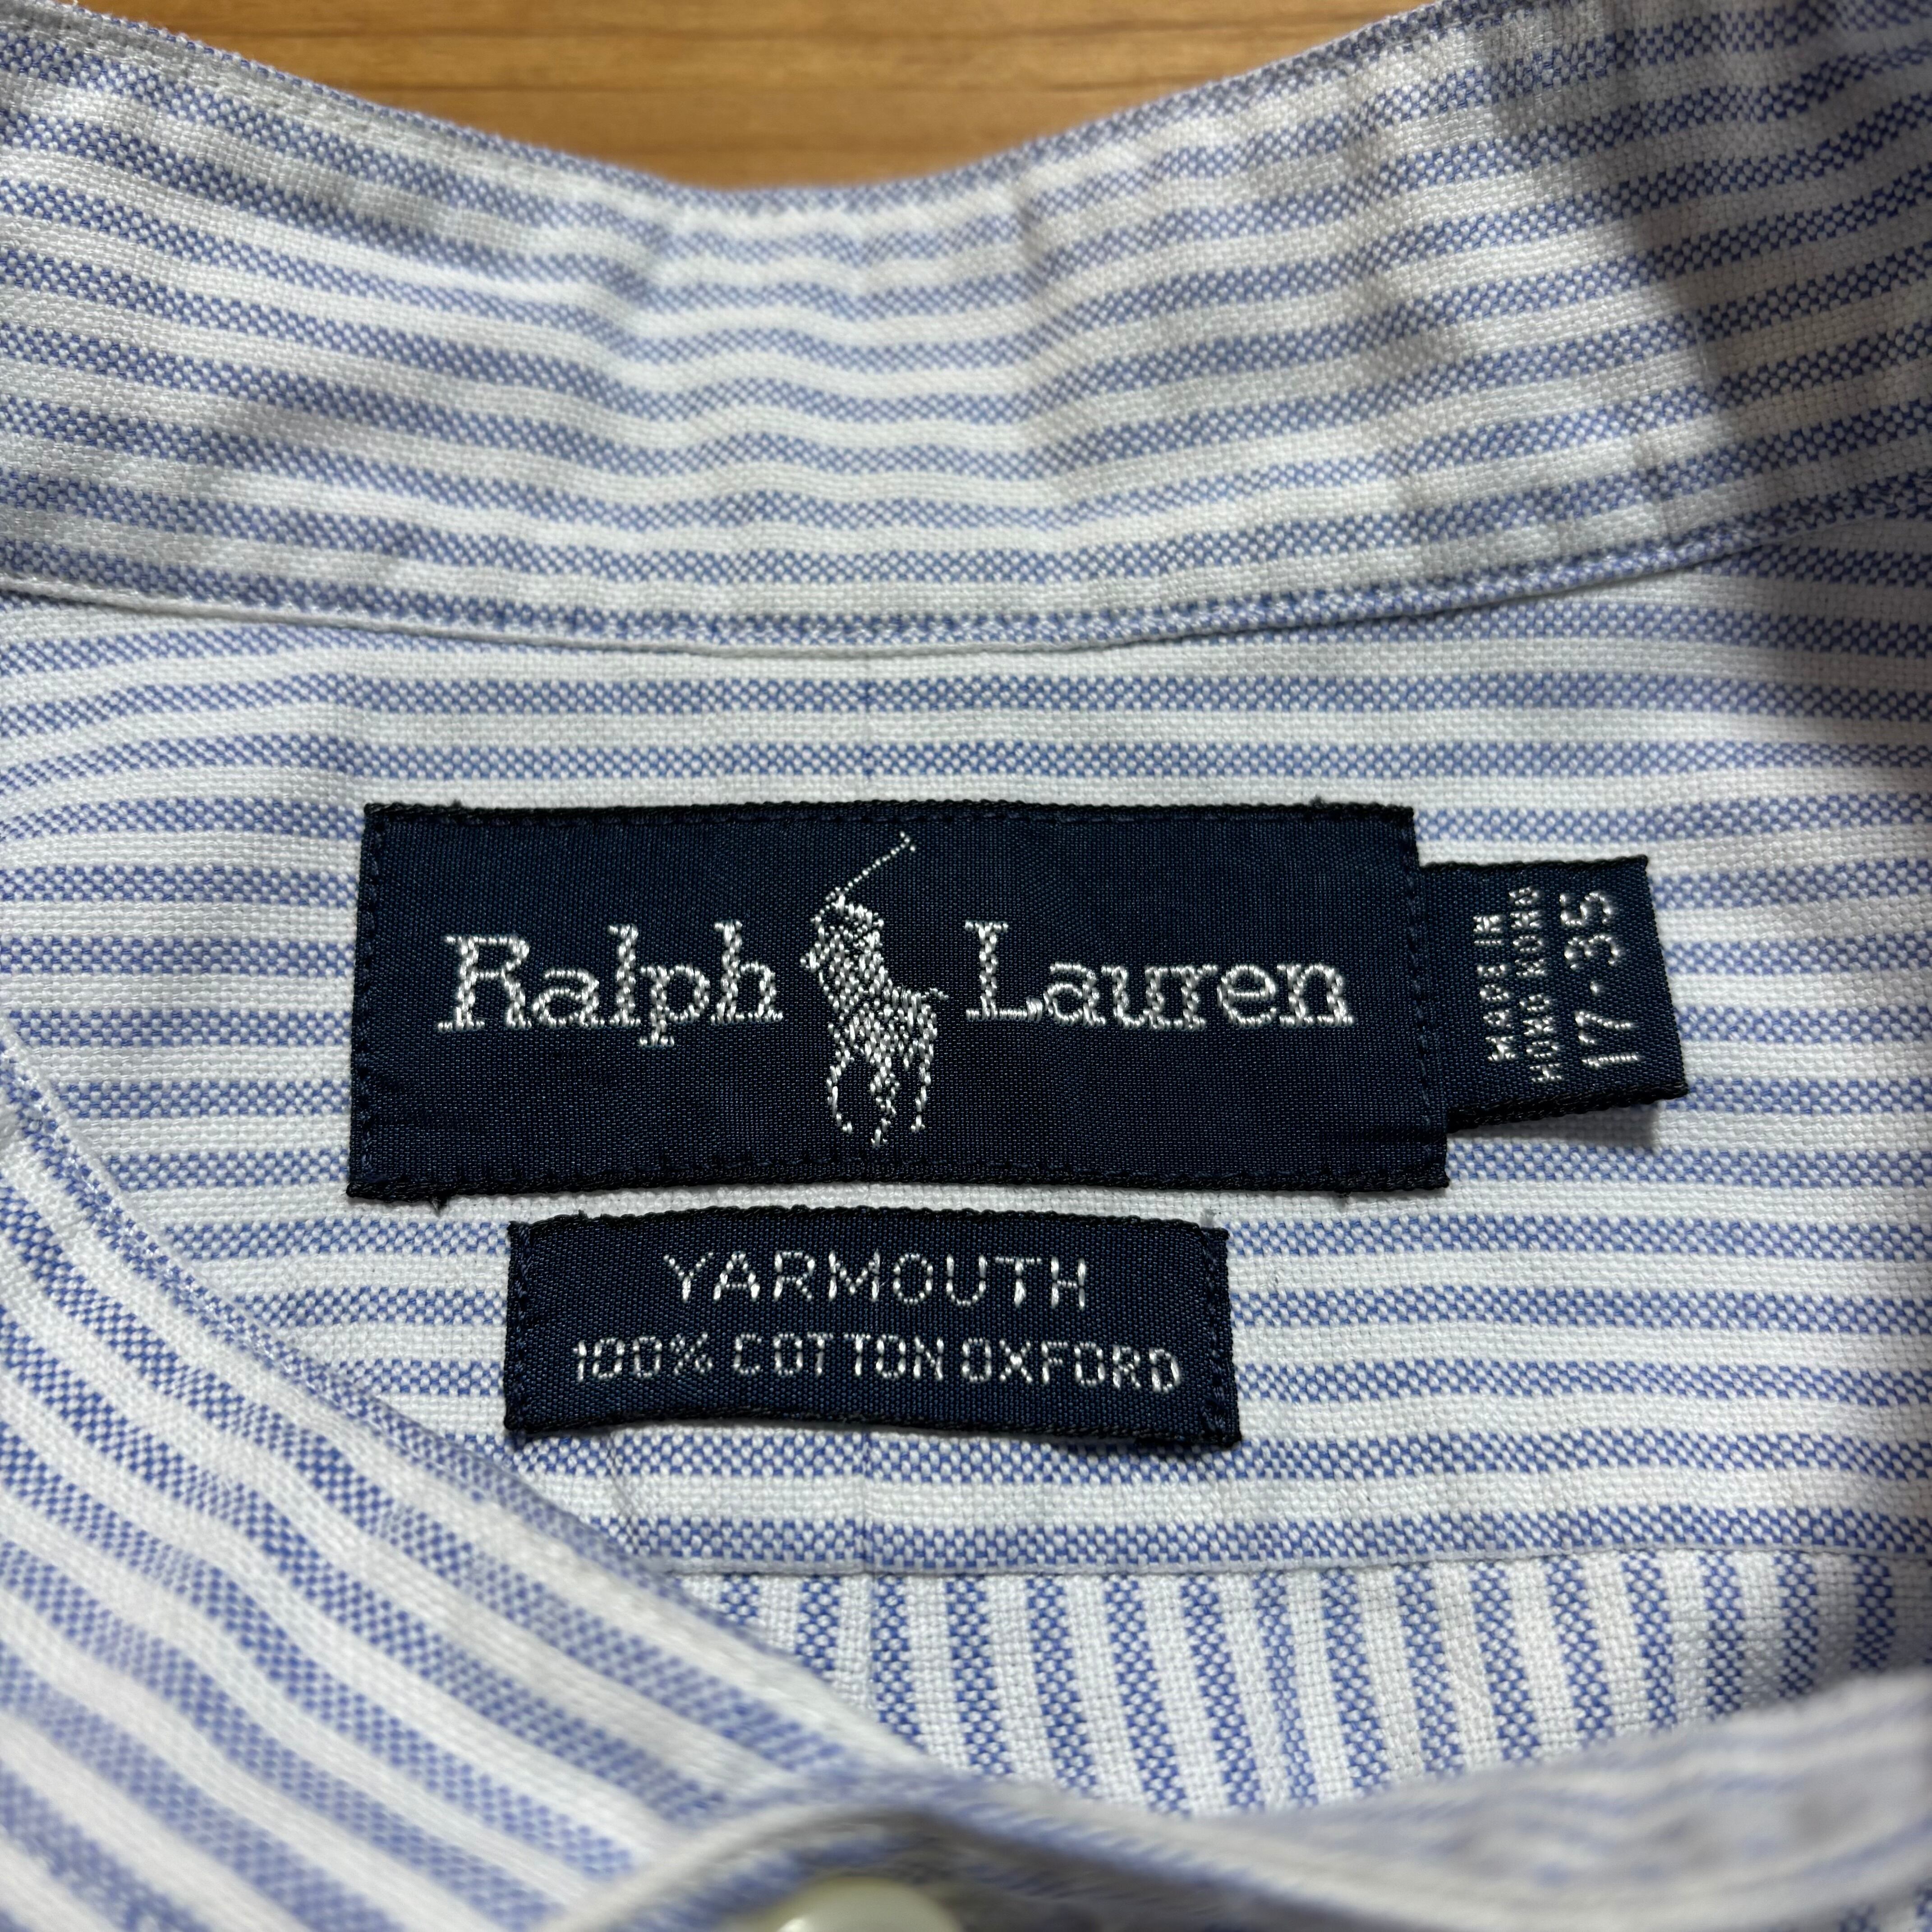 Ralph Lauren
MADE IN
HONG KONG
17-35
YARMOUTH
100% COTTON OXFORD